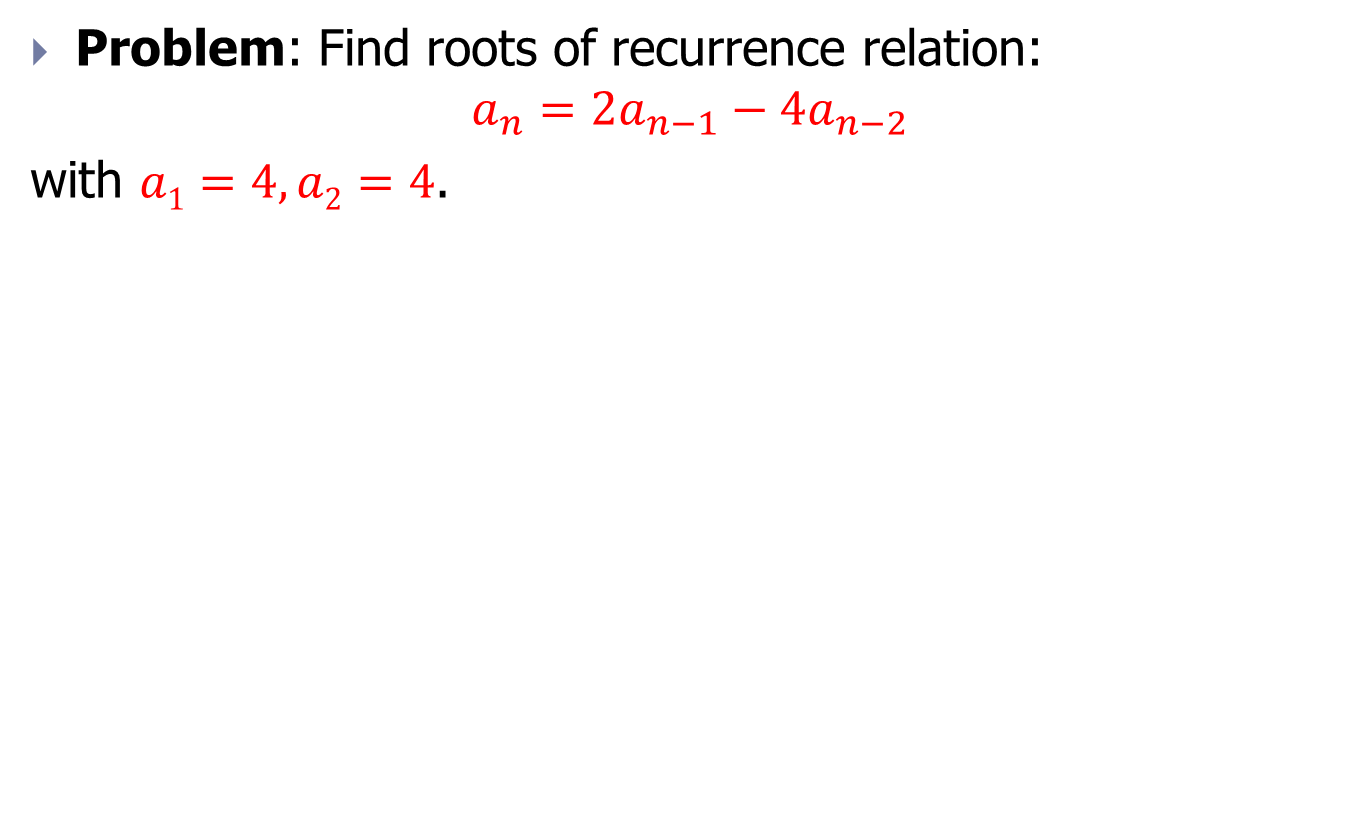 Problem: Find roots of recurrence relation:
aₙ = 2aₙ₋₁ − 4aₙ₋₂
with a₁ = 4, a₂ = 4.